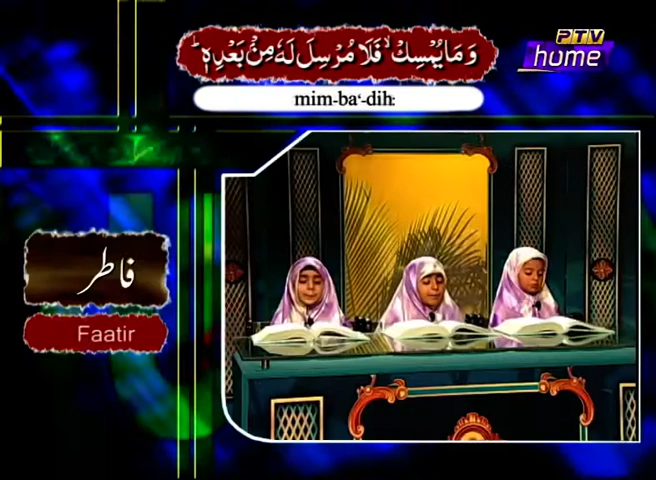 وَمَا يُمْسِكْ ۙ فَلَا مُرْسِلَ لَهٗ مِنْۢ بَعْدِهٖ ؕ
PTV
home
mim-ba‘-dih:
فاطر
Faatir